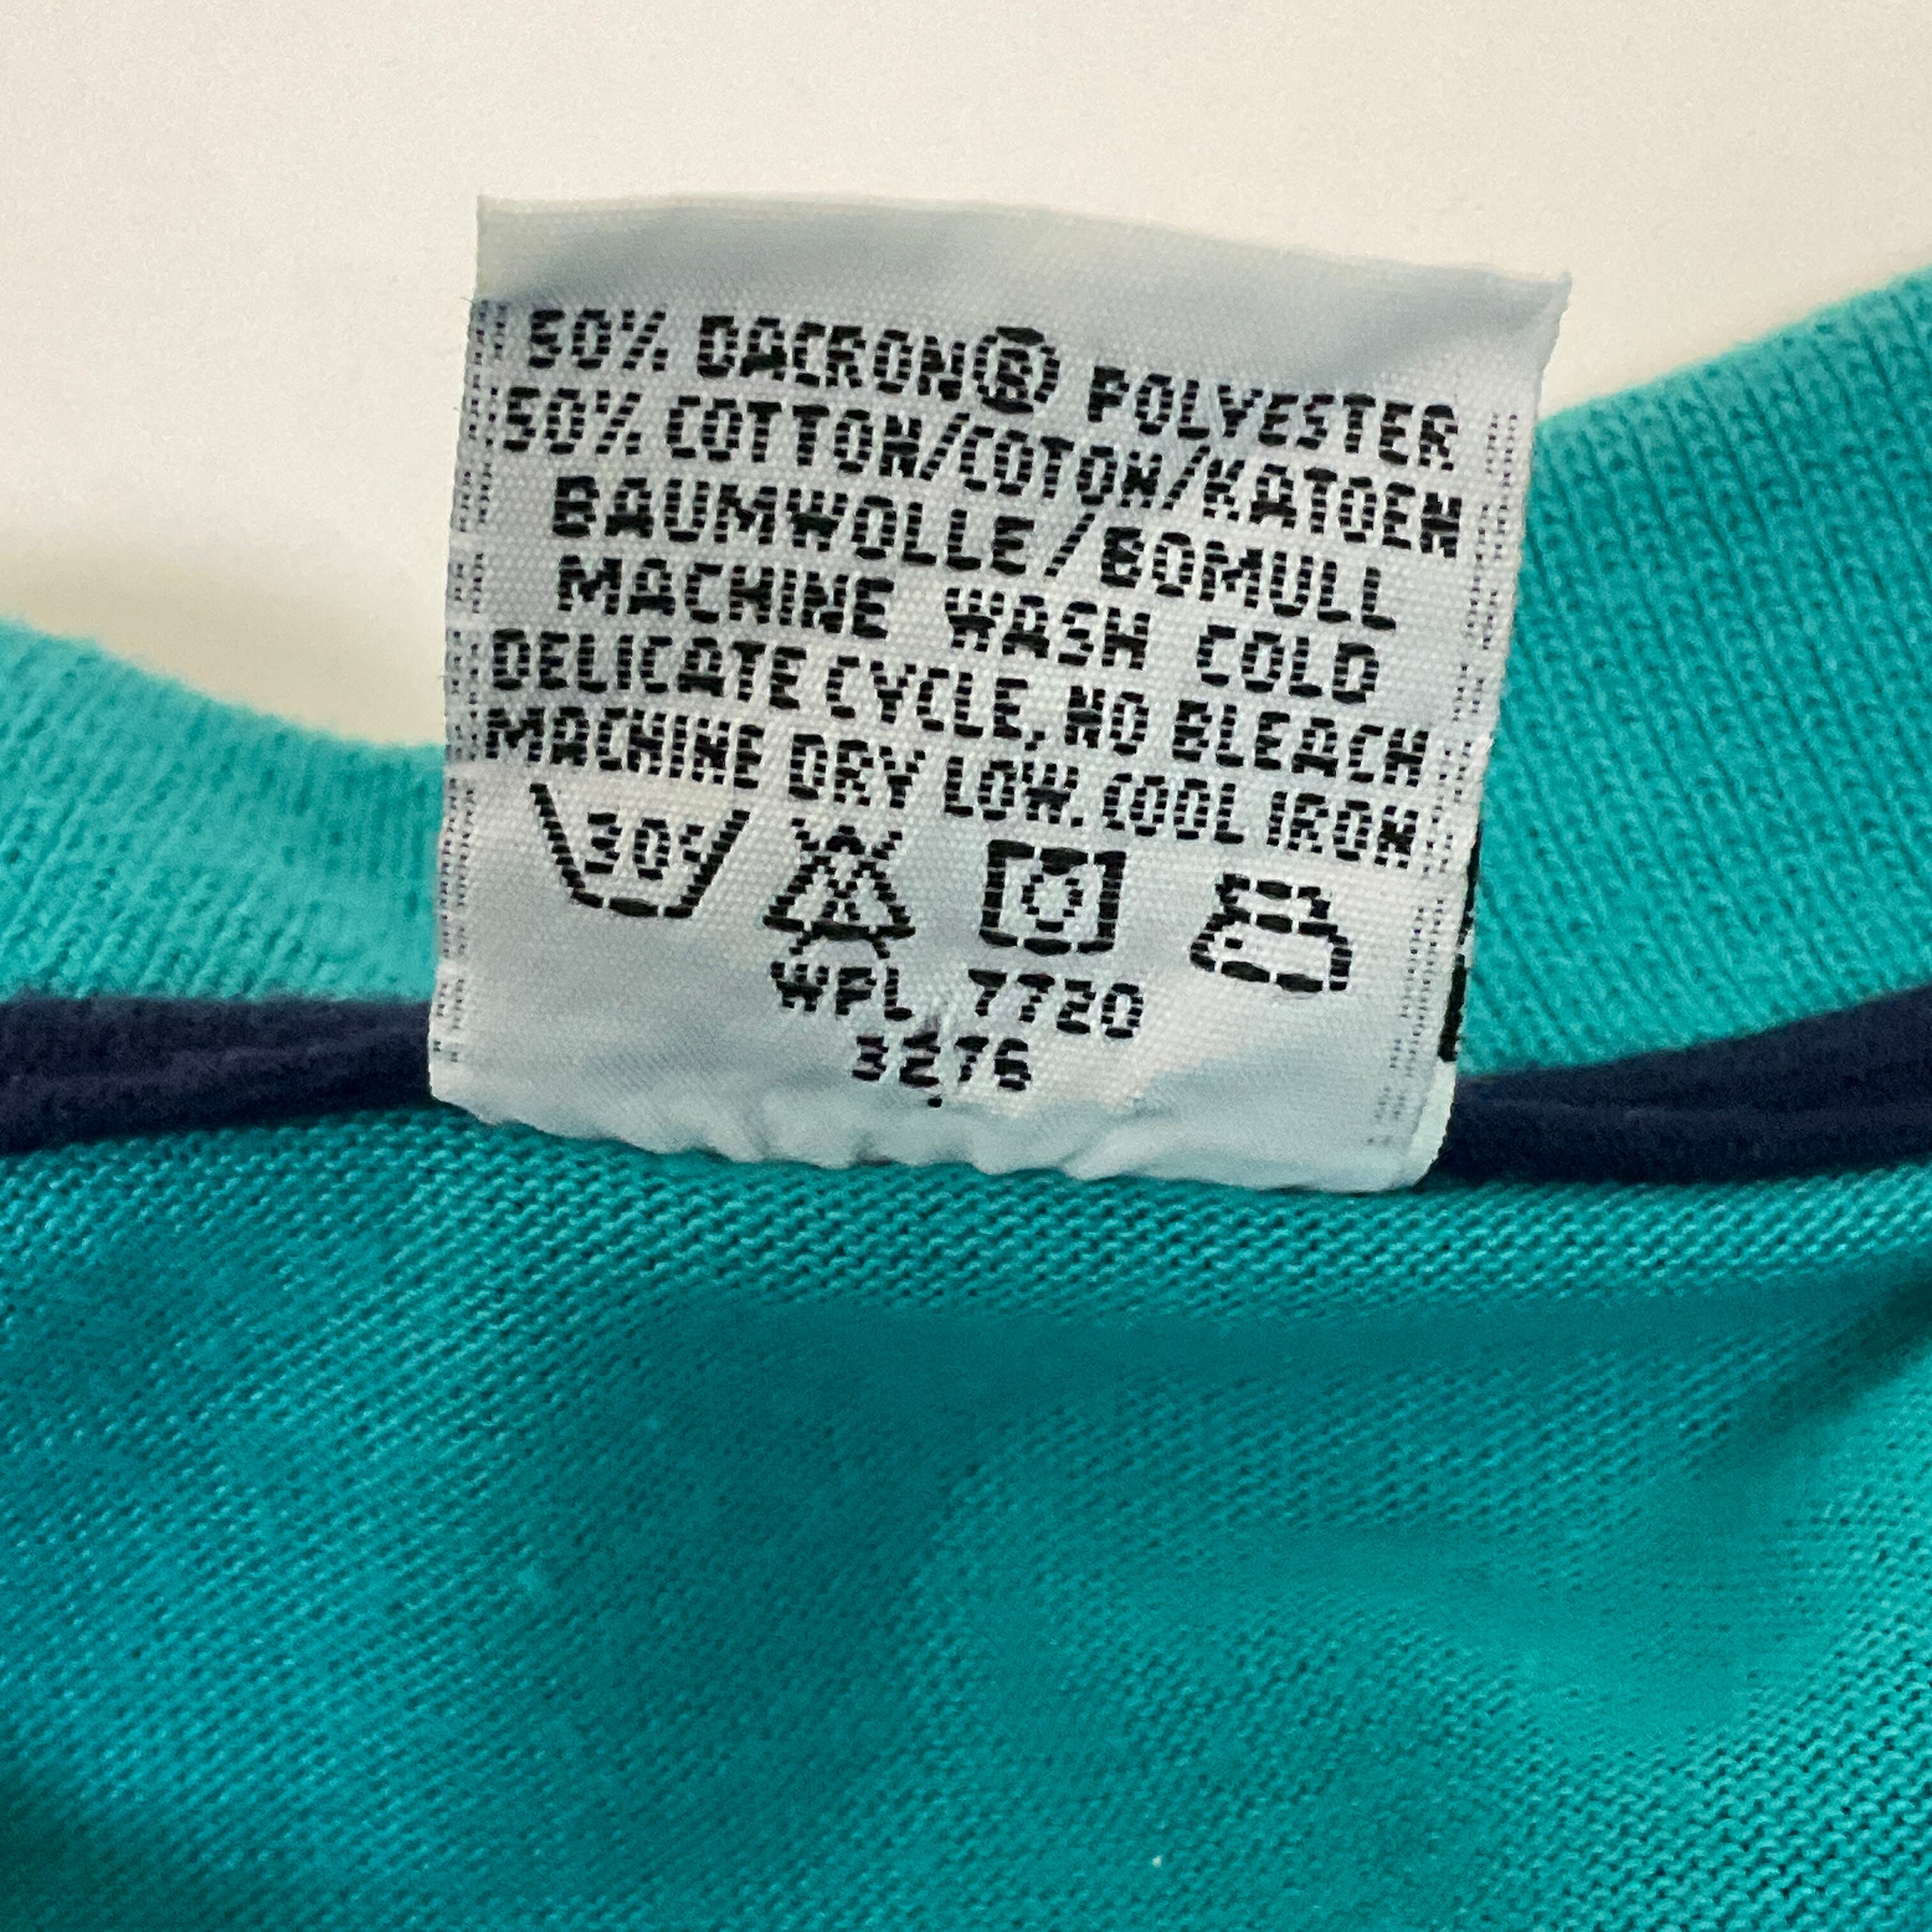 50% DACRON® POLYESTER
50% COTTON/COTON/KATOEN
BAUMWOLLE/BOMULL
MACHINE WASH COLD
DELICATE CYCLE, NO BLEACH
MACHINE DRY LOW. COOL IRON
30°
WPL 7720
3276